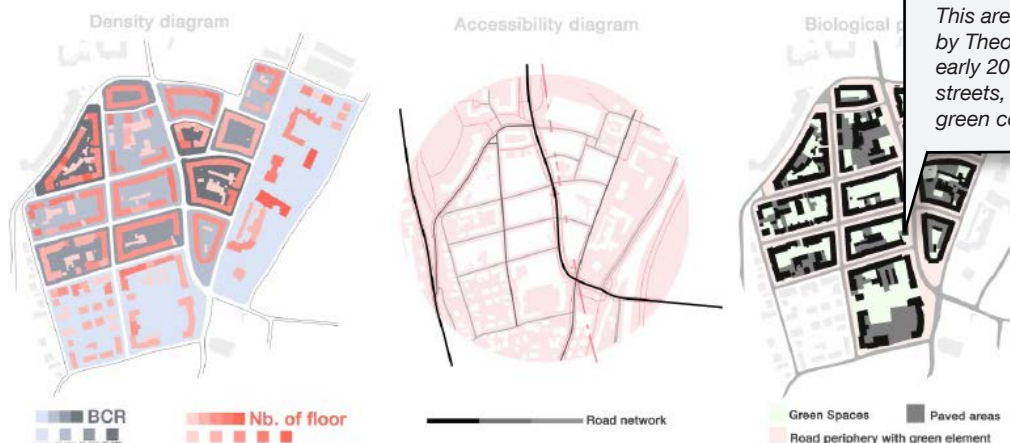 Density diagram
Accessibility diagram
Biological
This are
by Theo
early 20
streets,
green co
BCR
Nb. of floor
Road network
Green Spaces
Paved areas
Road periphery with green element